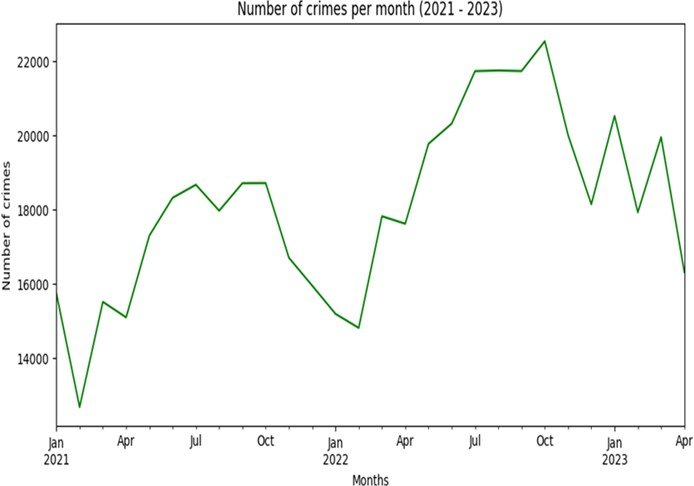 Number of crimes per month (2021 - 2023)
Number of crimes
22000
20000
18000
16000
14000
Jan Apr Jul Oct Jan Apr Jul Oct Jan Apr
2021 2022 2023
Months